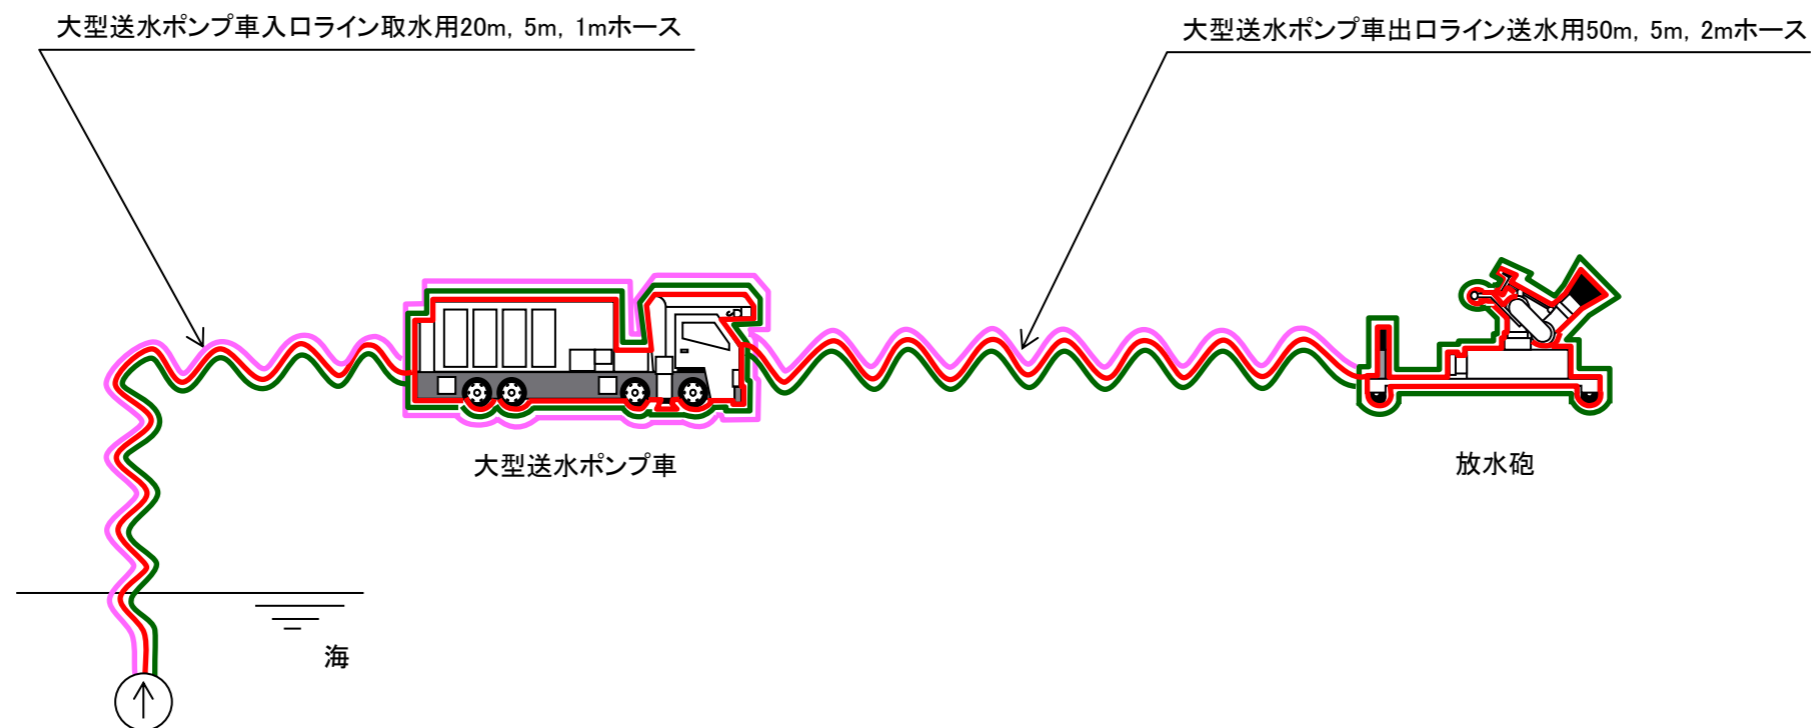 大型送水ポンプ車入口ライン取水用20m, 5m, 1mホース
大型送水ポンプ車出口ライン送水用50m, 5m, 2mホース
大型送水ポンプ車
放水砲
海